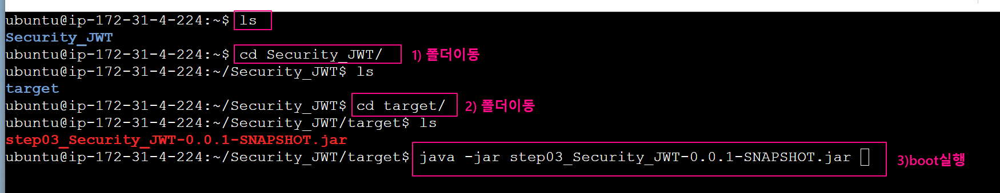 ubuntu@ip-172-31-4-224:~$ ls
Security_JWT
ubuntu@ip-172-31-4-224:~$ cd Security_JWT/ 1) 폴더이동
ubuntu@ip-172-31-4-224:~/Security_JWT$ ls
target
ubuntu@ip-172-31-4-224:~/Security_JWT$ cd target/ 2) 폴더이동
ubuntu@ip-172-31-4-224:~/Security_JWT/target$ ls
step03_Security_JWT-0.0.1-SNAPSHOT.jar
ubuntu@ip-172-31-4-224:~/Security_JWT/target$ java -jar step03_Security_JWT-0.0.1-SNAPSHOT.jar 3)boot실행